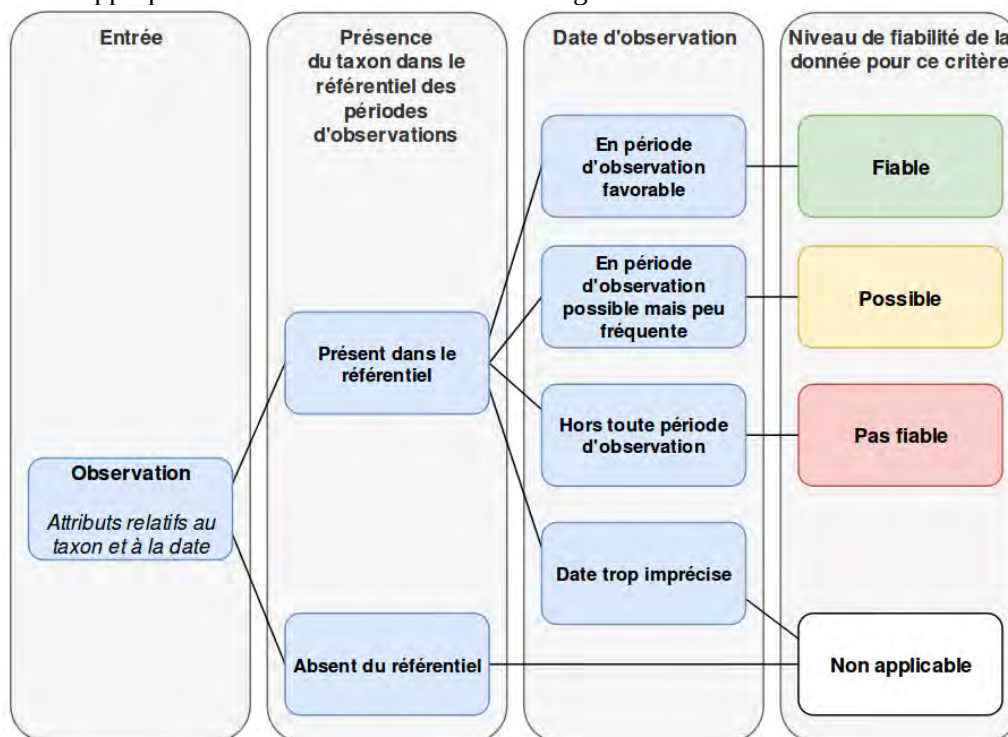 Entrée
Présence
du taxon dans le
référentiel des
périodes
d'observations
Date d'observation
Niveau de fiabilité de la
donnée pour ce critère
En période
d'observation
favorable
Fiable
En période
d'observation
possible mais peu
fréquente
Possible
Présent dans le
référentiel
Hors toute période
d'observation
Pas fiable
Observation
Attributs relatifs au
taxon et à la date
Date trop imprécise
Absent du référentiel
Non applicable